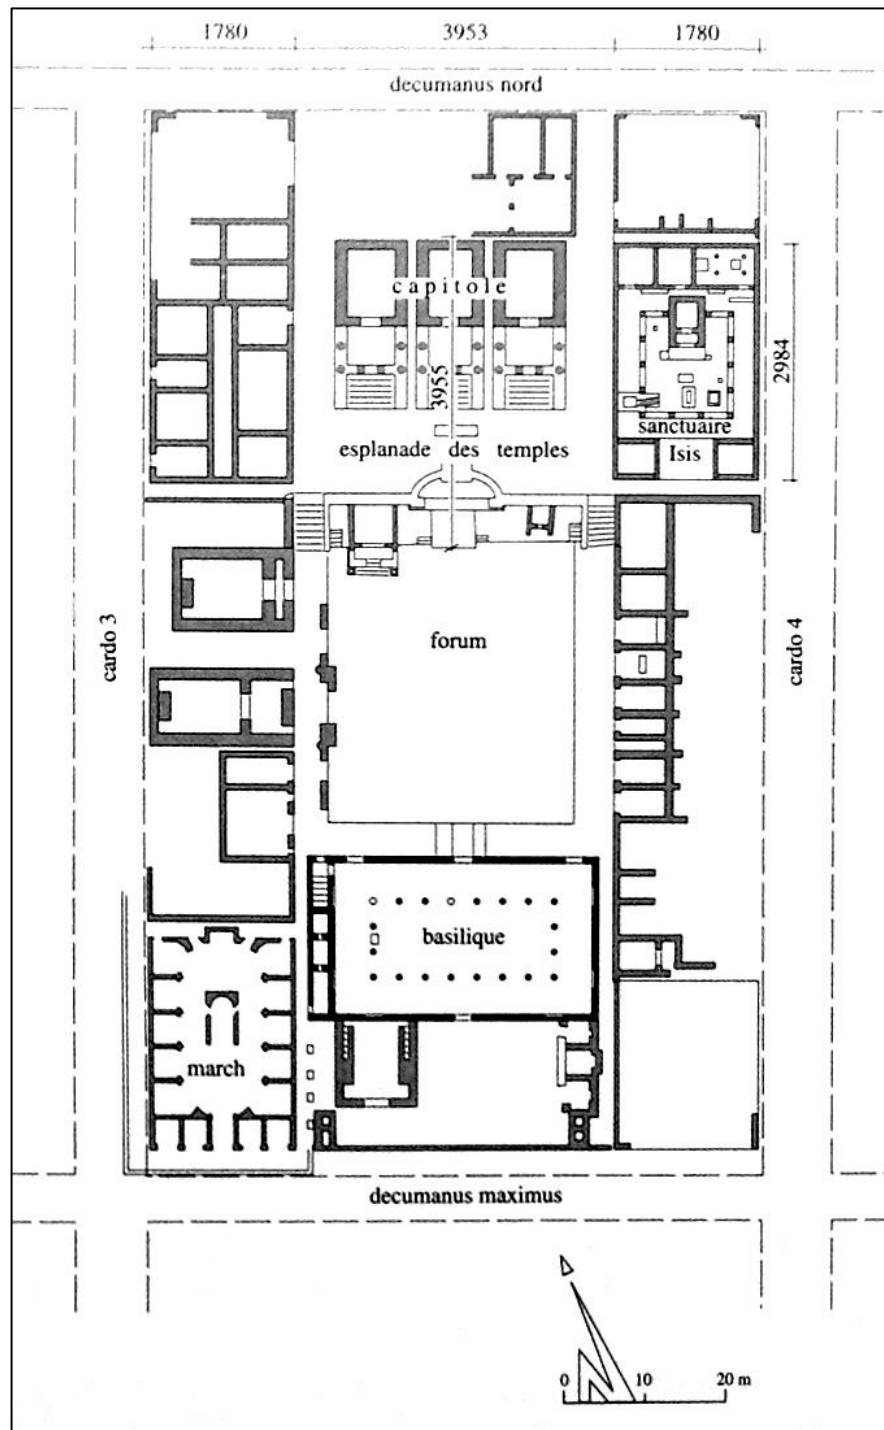 1780 3953 1780
decumanus nord
capitole
3955
2984
sanctuaire
Isis
esplanade des temples
cardo 3
forum
cardo 4
basilique
march
decumanus maximus
0 10 20 m